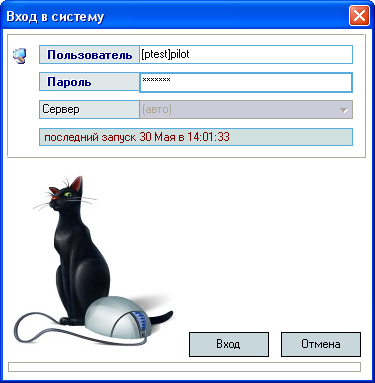 Вход в систему
Пользователь [ptest]pilot
Пароль *******
Сервер (авто)
последний запуск 30 Мая в 14:01:33
Вход Отмена